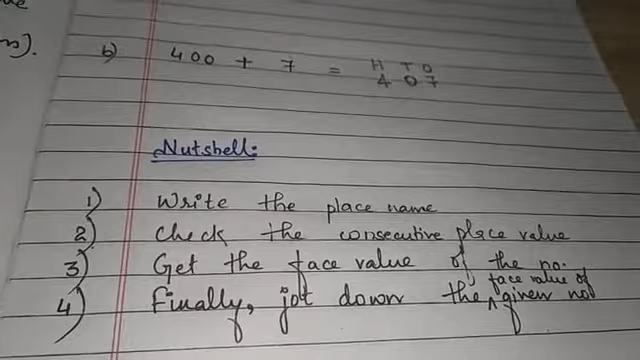 b) 400 + 7 = H T O
4 0 7
Nutshell:
1) Write the place name
2) Check the consecutive place value
3) Get the face value of the no.
4) Finally, jot down the ^ face value of given no